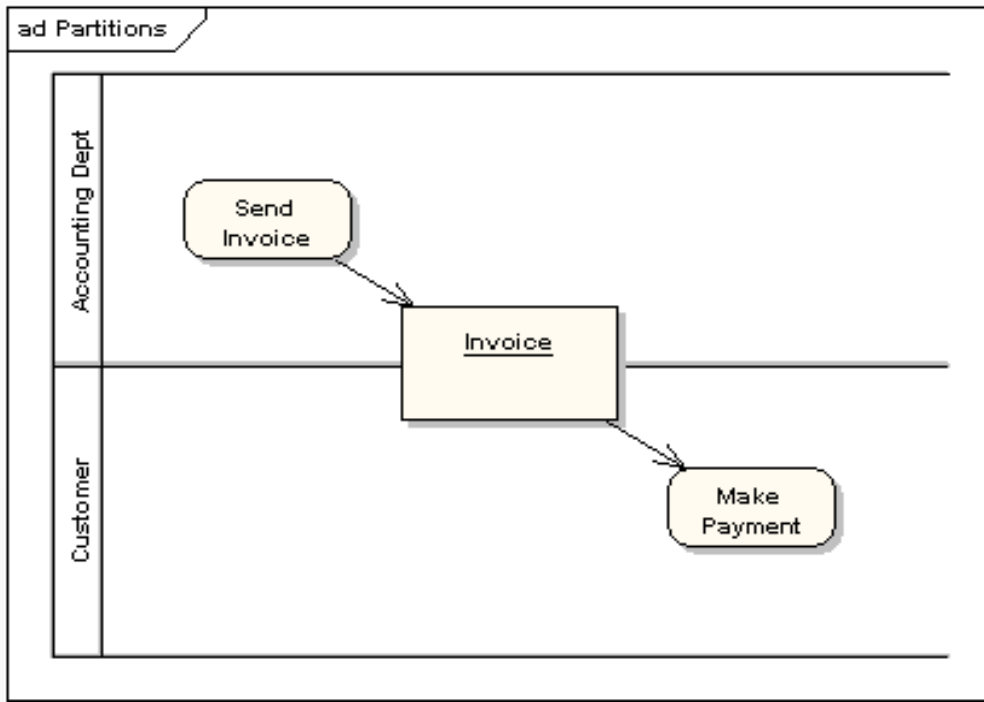 ad Partitions
Accounting Dept
Send
Invoice
Invoice
Customer
Make
Payment